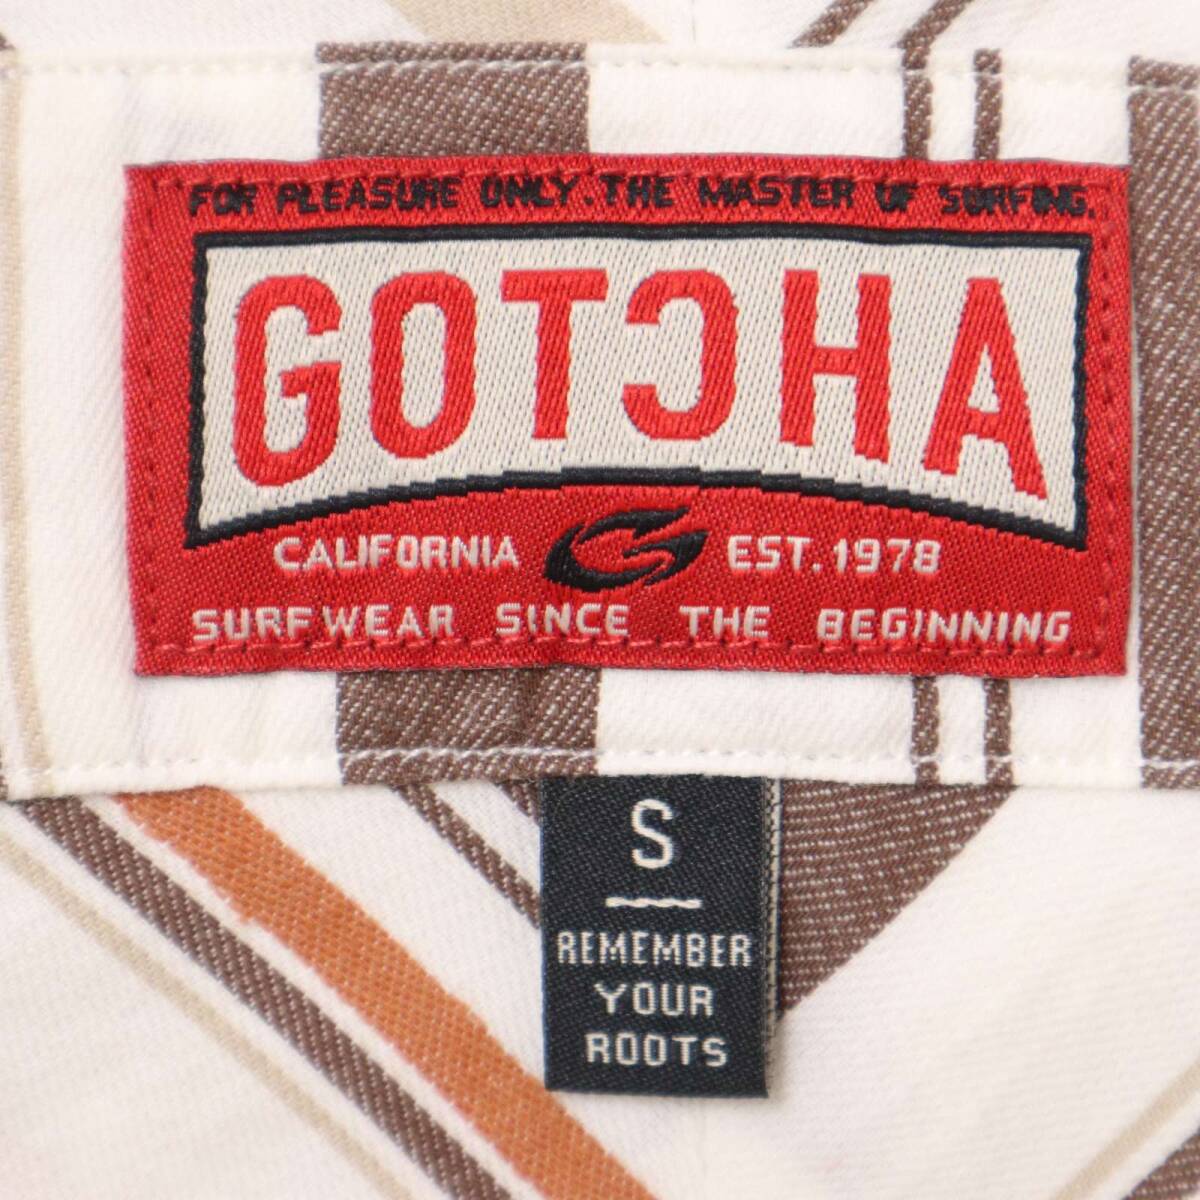 FOR PLEASURE ONLY. THE MASTER OF SURFING.
GOTCHA
CALIFORNIA EST. 1978
SURFWEAR SINCE THE BEGINNING
S
REMEMBER
YOUR
ROOTS